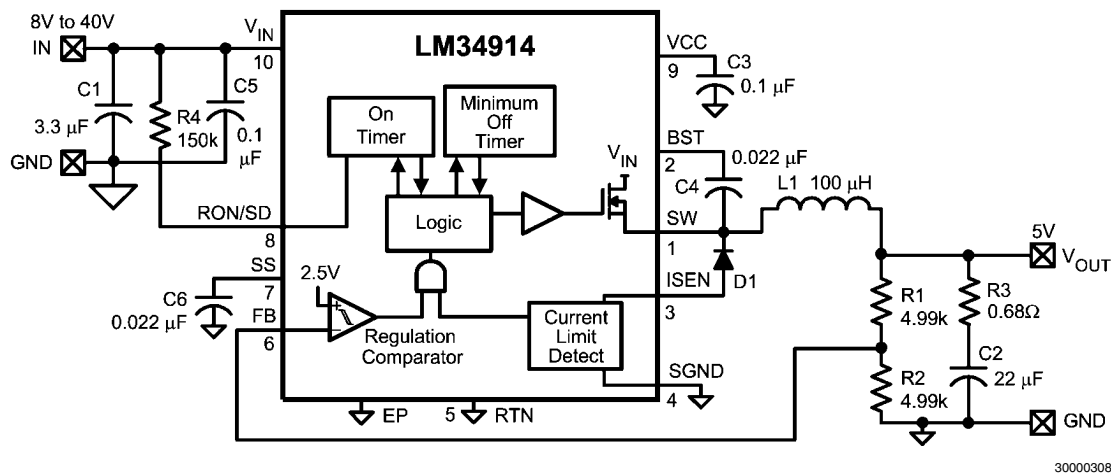 8V to 40V
IN
VIN
10
LM34914
VCC
9
C3
0.1 μF
C1
3.3 μF
R4
150k
C5
0.1
μF
GND
On
Timer
Minimum
Off
Timer
BST
2
0.022 μF
C4
VIN
L1 100 μH
RON/SD
8
Logic
SW
1
5V
VOUT
SS
7
C6
0.022 μF
2.5V
+
-
FB
6
Regulation
Comparator
Current
Limit
Detect
ISEN
3
D1
R1
4.99k
R3
0.68Ω
C2
22 μF
R2
4.99k
SGND
4
EP
5
RTN
GND
30000308